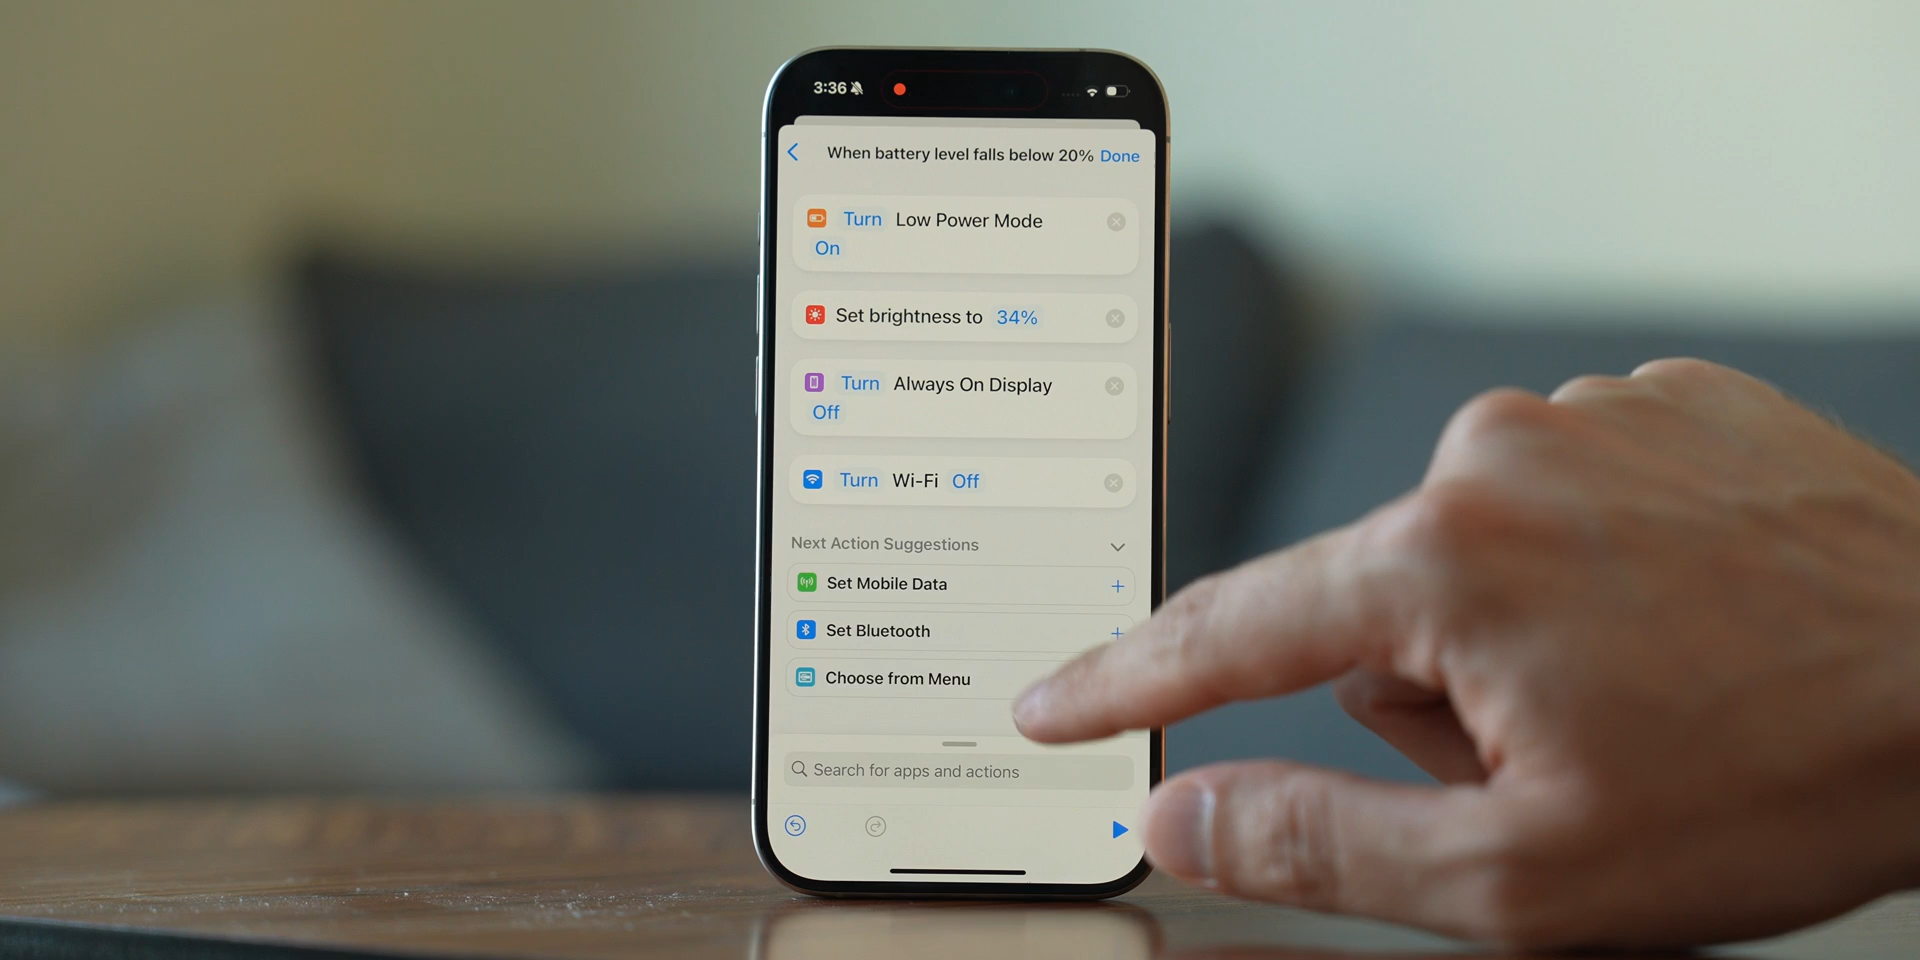 3:36
When battery level falls below 20% Done
Turn Low Power Mode
On
Set brightness to 34%
Turn Always On Display
Off
Turn Wi-Fi Off
Next Action Suggestions
Set Mobile Data
Set Bluetooth
Choose from Menu
Search for apps and actions